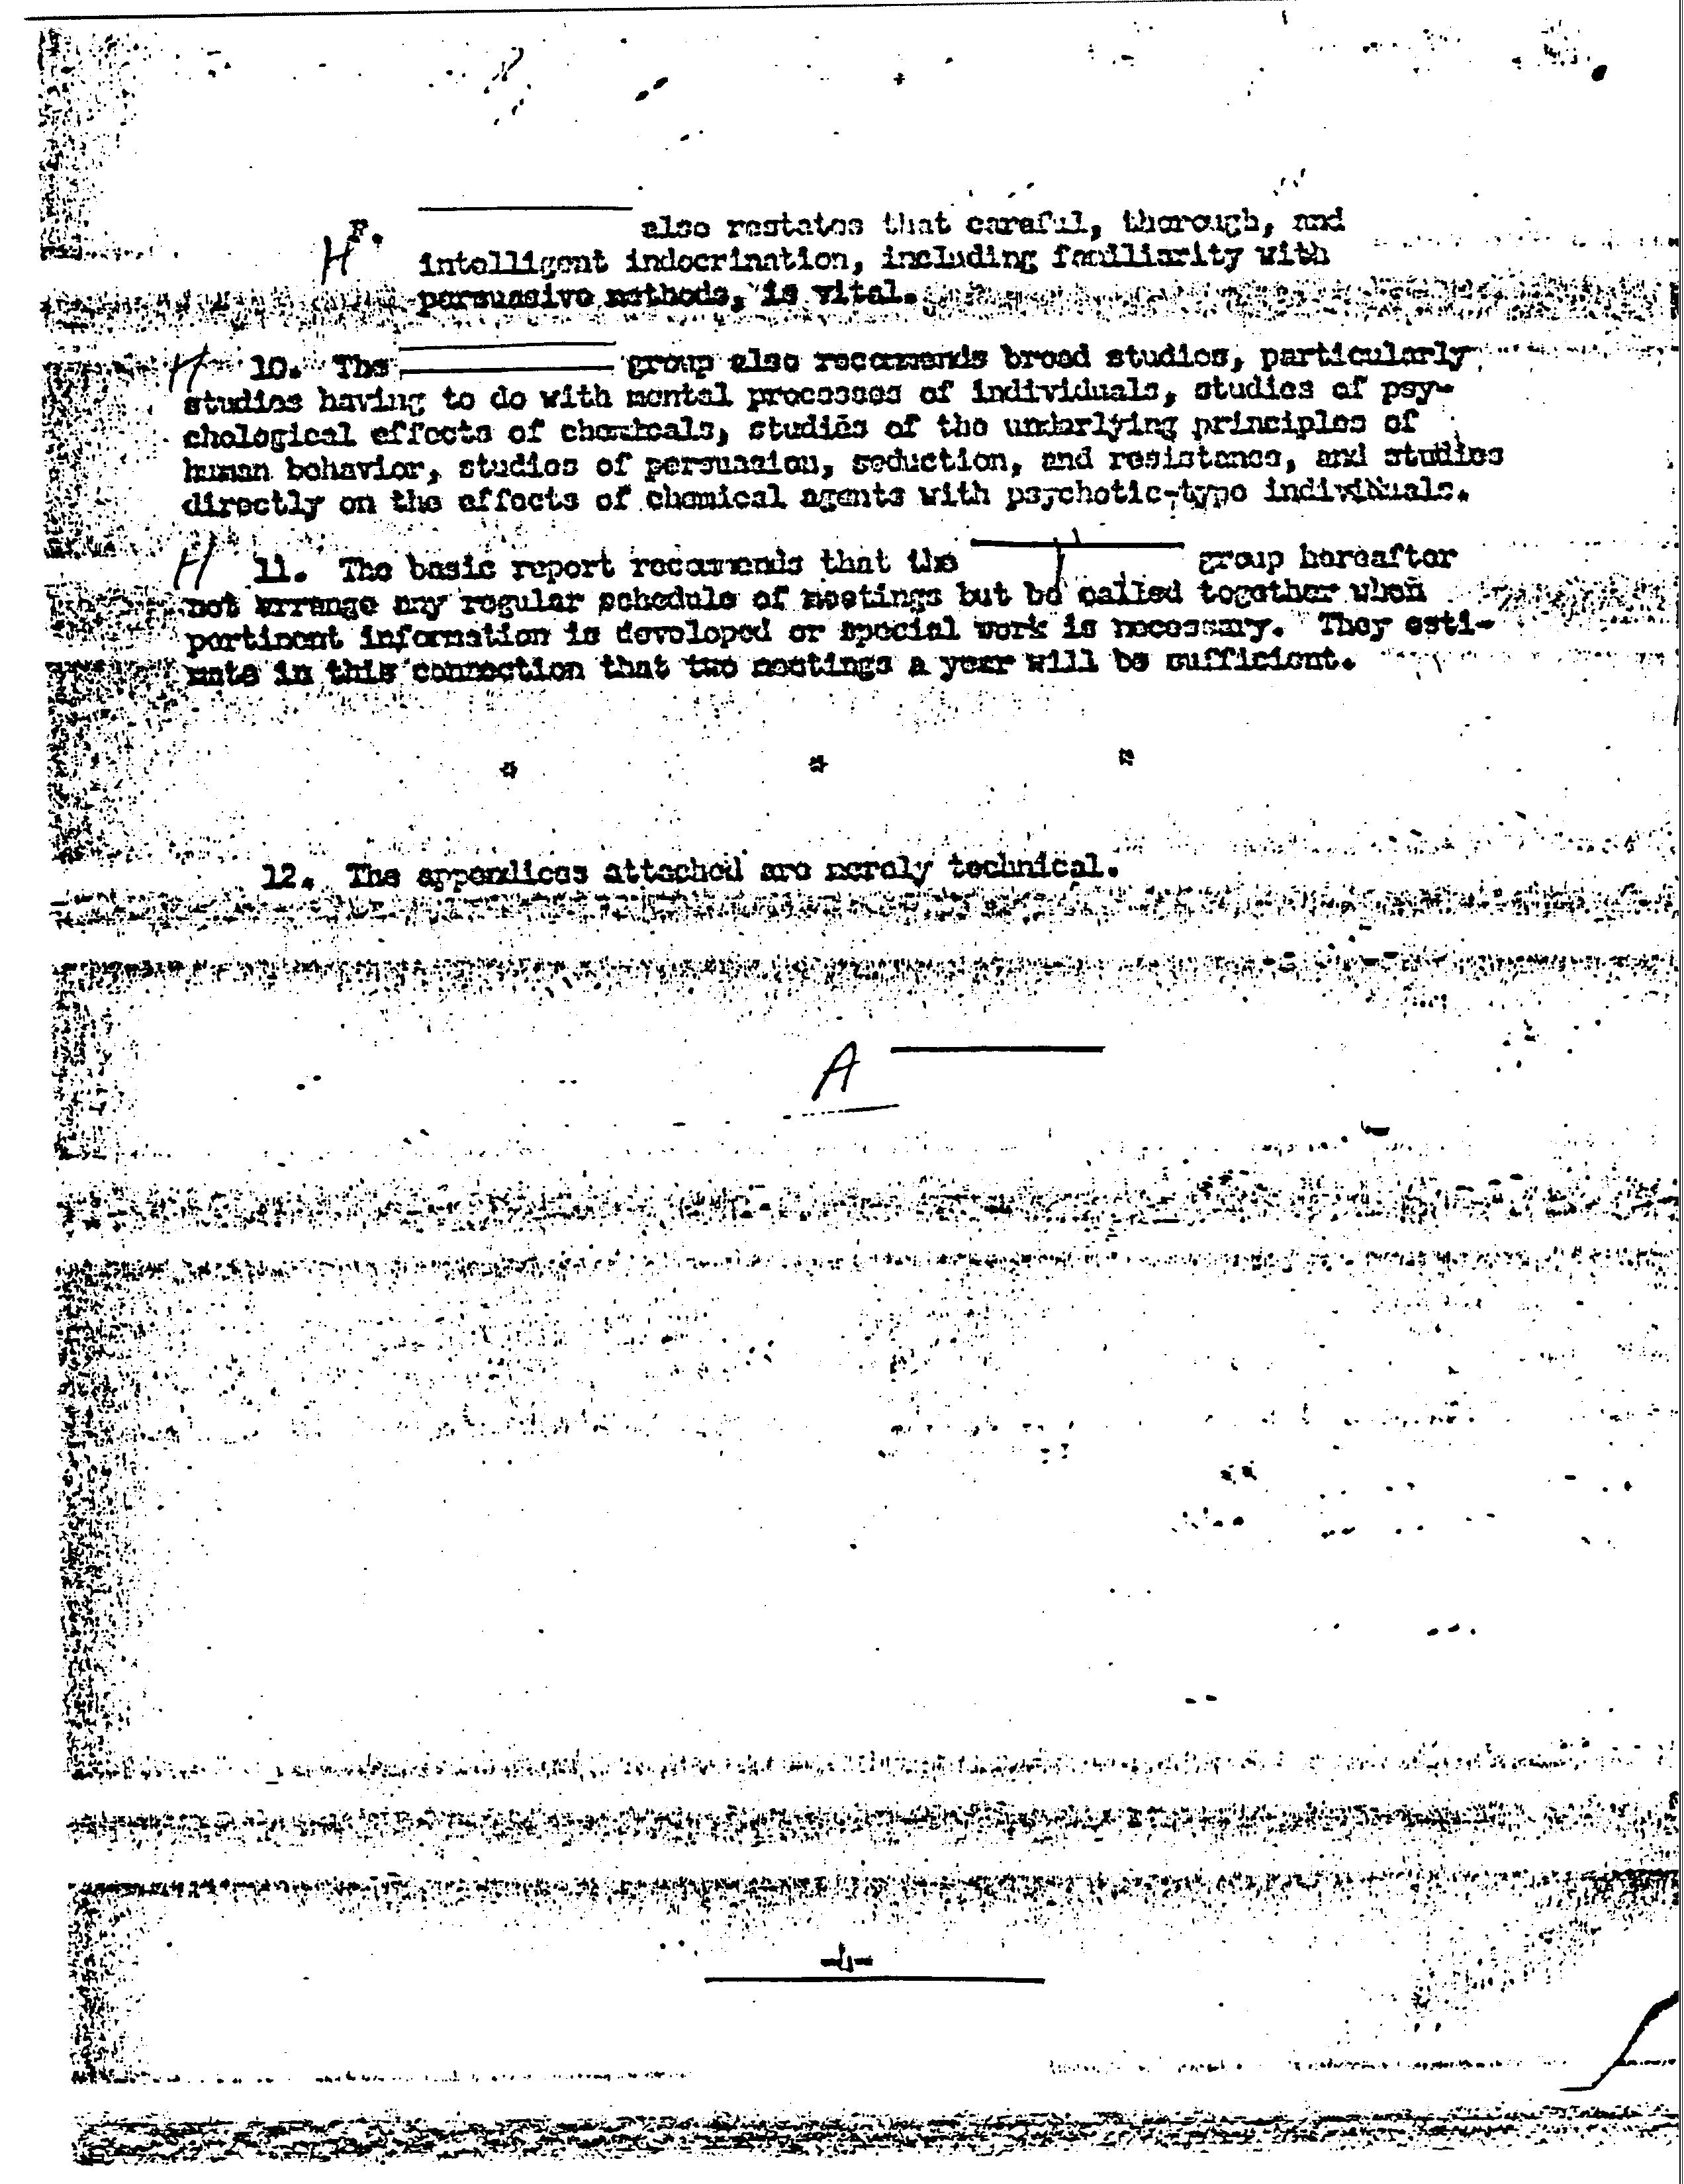 F. also restates that careful, thorough, and
H
intelligent indocrination, including familiarity with
persuasive methods, is vital.
H 10. The group also recommends broad studies, particularly
studies having to do with mental processes of individuals, studies of psy-
chological effects of chemicals, studies of the underlying principles of
human behavior, studies of persuasion, seduction, and resistance, and studies
directly on the effects of chemical agents with psychotic-type individuals.
H 11. The basic report recommends that the group hereafter
not arrange any regular schedule of meetings but be called together when
pertinent information is developed or special work is necessary. They esti-
mate in this connection that two meetings a year will be sufficient.
* * *
12. The appendices attached are merely technical.
A
-4-